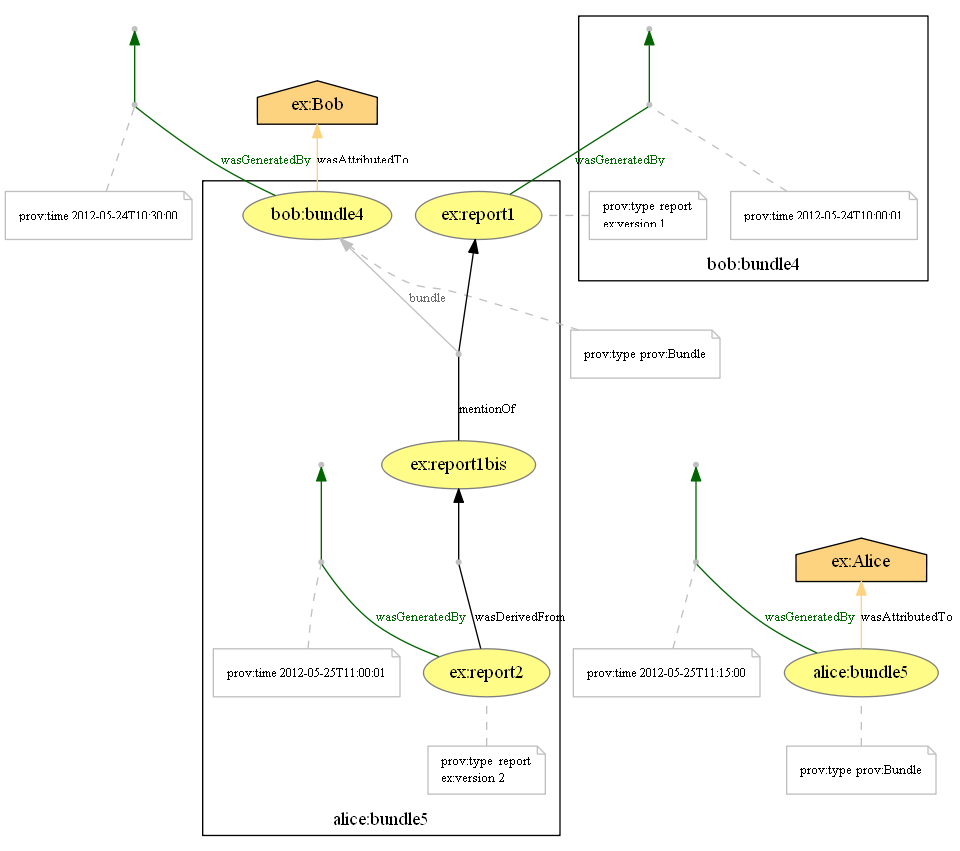 ex:Bob
wasGeneratedBy
wasAttributedTo
wasGeneratedBy
prov:time 2012-05-24T10:30:00
bob:bundle4
ex:report1
prov:type report
ex:version 1
prov:time 2012-05-24T10:00:01
bob:bundle4
bundle
prov:type prov:Bundle
mentionOf
ex:report1bis
ex:Alice
wasGeneratedBy
wasDerivedFrom
wasGeneratedBy
wasAttributedTo
prov:time 2012-05-25T11:00:01
ex:report2
prov:time 2012-05-25T11:15:00
alice:bundle5
prov:type report
ex:version 2
prov:type prov:Bundle
alice:bundle5